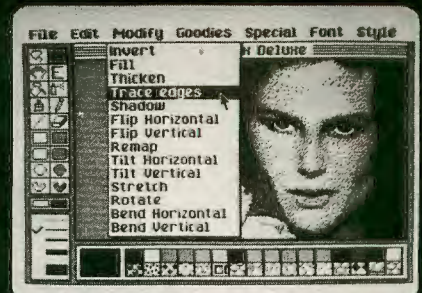 File Edit Modify Goodies Special Font Style
Invert
Fill
Thicken
Trace edges
Shadow
Flip Horizontal
Flip Vertical
Remap
Tilt Horizontal
Tilt Vertical
Stretch
Rotate
Bend Horizontal
Bend Vertical
Deluxe